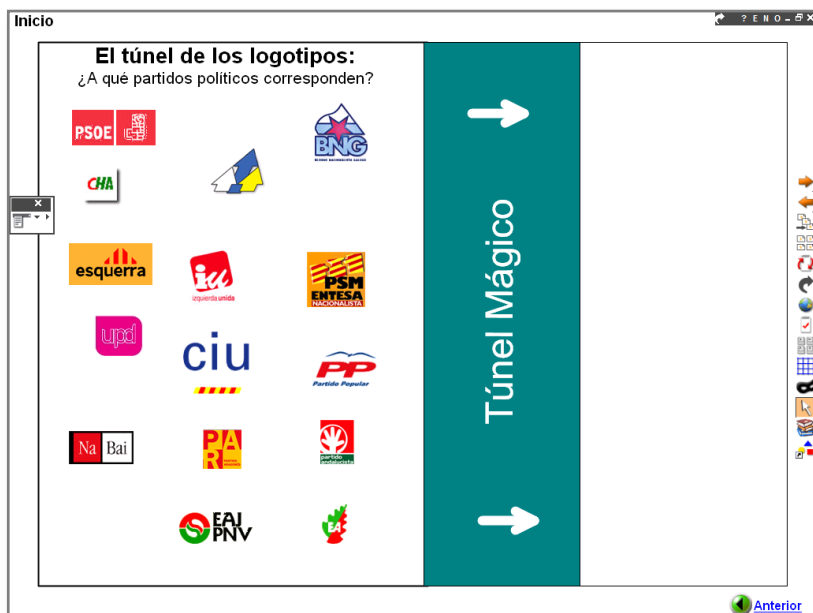 Inicio
? E N O
El túnel de los logotipos:
¿A qué partidos políticos corresponden?
PSOE
BNG
CHA
esquerra
iu
izquierda unida
PSM
ENTESA
NACIONALISTA
upd
ciu
PP
Partido Popular
Na Bai
PAR
partido
andalucista
EAJ
PNV
EA
Túnel Mágico
Anterior